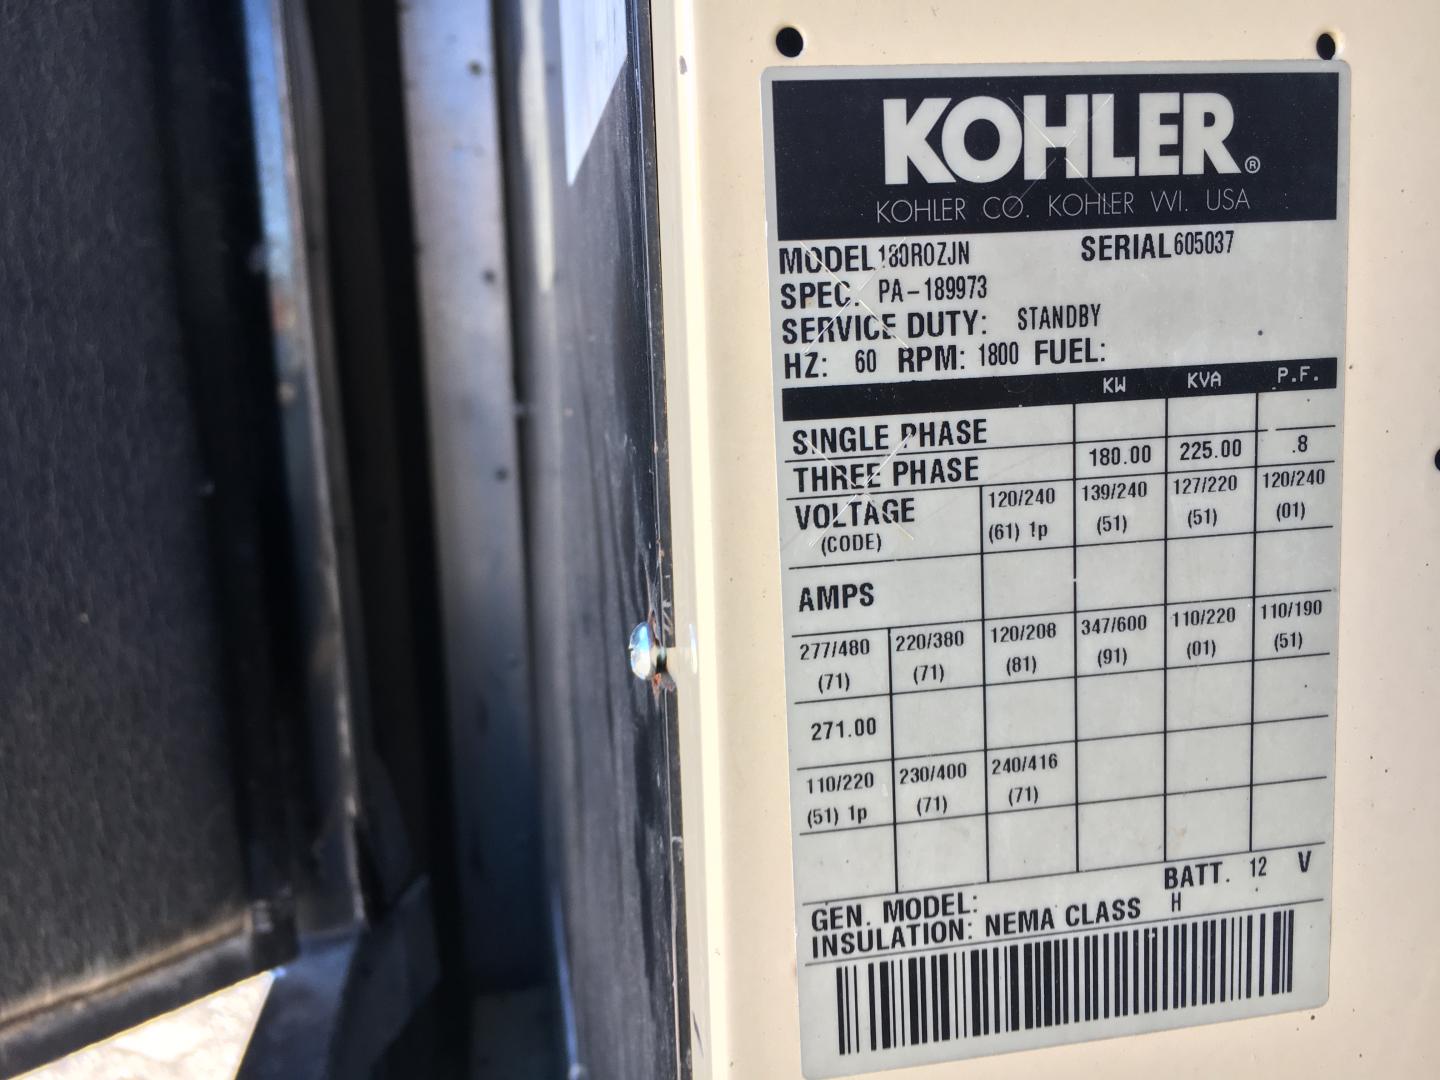 KOHLER®
KOHLER CO. KOHLER WI. USA
MODEL 180ROZJN SERIAL 605037
SPEC. PA-189973
SERVICE DUTY: STANDBY
HZ: 60 RPM: 1800 FUEL:
KW KVA P.F.
SINGLE PHASE
THREE PHASE 180.00 225.00 .8
VOLTAGE 120/240 139/240 127/220 120/240
(CODE) (61) 1p (51) (51) (01)
AMPS
277/480 220/380 120/208 347/600 110/220 110/190
(71) (71) (81) (91) (01) (51)
271.00
110/220 230/400 240/416
(51) 1p (71) (71)
GEN. MODEL: BATT. 12 V
INSULATION: NEMA CLASS H